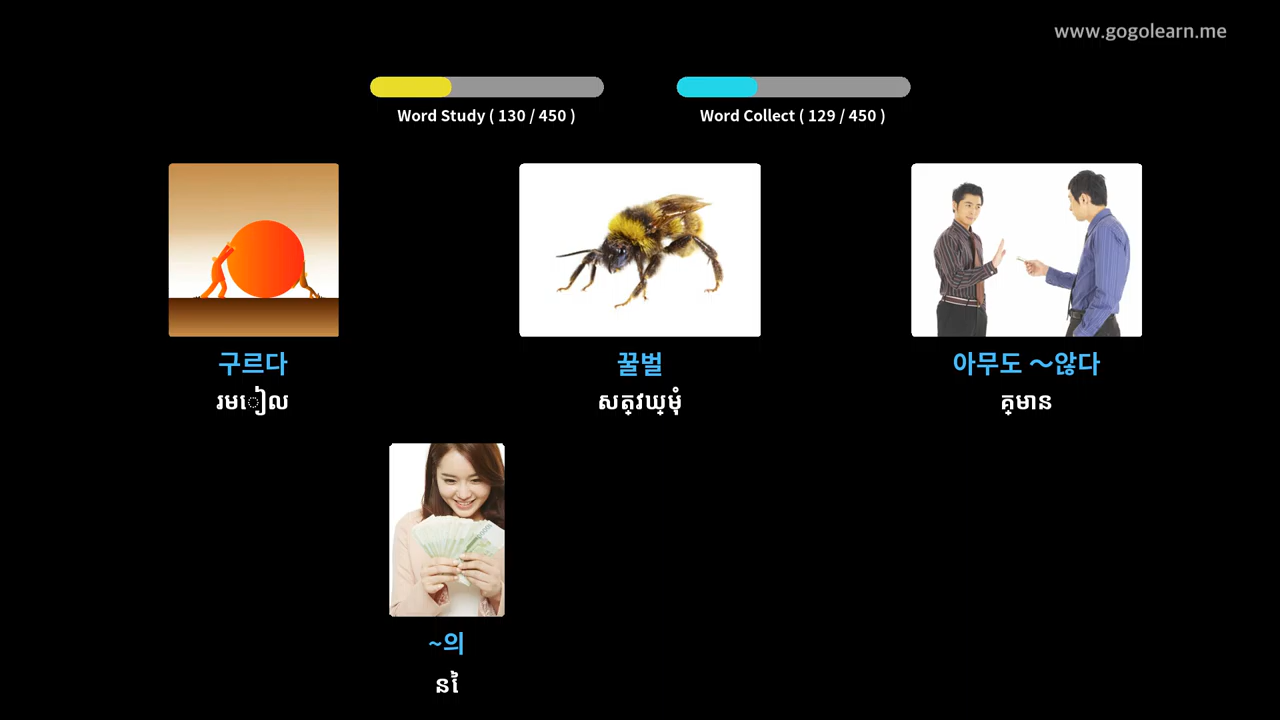 www.gogolearn.me
Word Study ( 130 / 450 )
Word Collect ( 129 / 450 )
구르다
꿀벌
아무도 ～않다
រមៀល
សត្វឃ្មុំ
គ្មាន
~의
នៃ